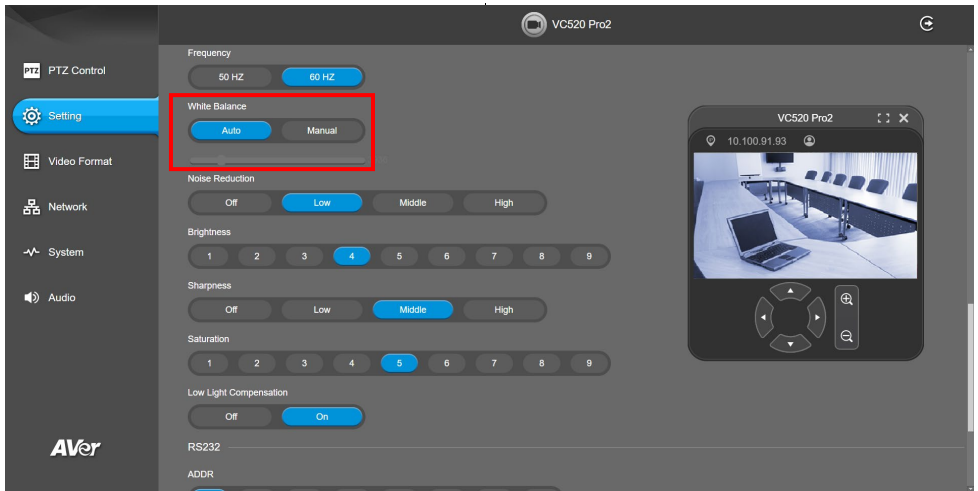 VC520 Pro2
PTZ PTZ Control
Setting
Video Format
Network
System
Audio
AVer
Frequency
50 HZ 60 HZ
White Balance
Auto Manual
Noise Reduction
Off Low Middle High
Brightness
1 2 3 4 5 6 7 8 9
Sharpness
Off Low Middle High
Saturation
1 2 3 4 5 6 7 8 9
Low Light Compensation
Off On
RS232
ADDR
VC520 Pro2
10.100.91.93